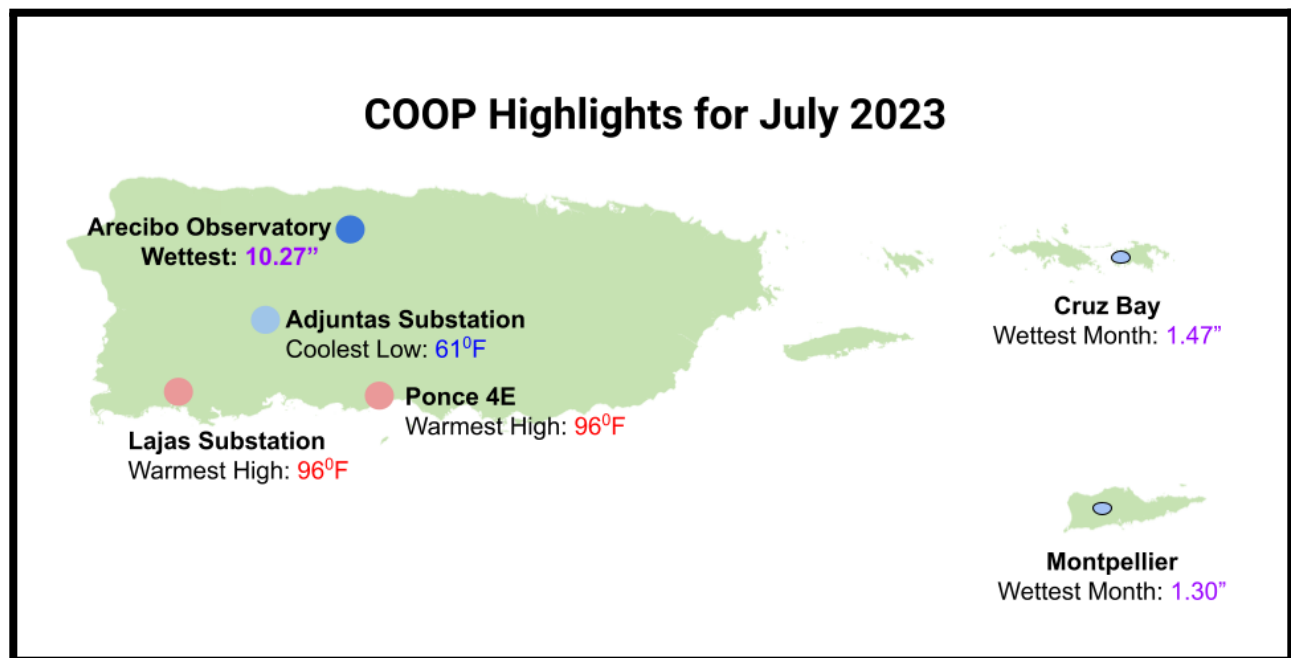 COOP Highlights for July 2023
Arecibo Observatory
Wettest: 10.27”
Adjuntas Substation
Coolest Low: 61⁰F
Ponce 4E
Warmest High: 96⁰F
Lajas Substation
Warmest High: 96⁰F
Cruz Bay
Wettest Month: 1.47”
Montpellier
Wettest Month: 1.30”